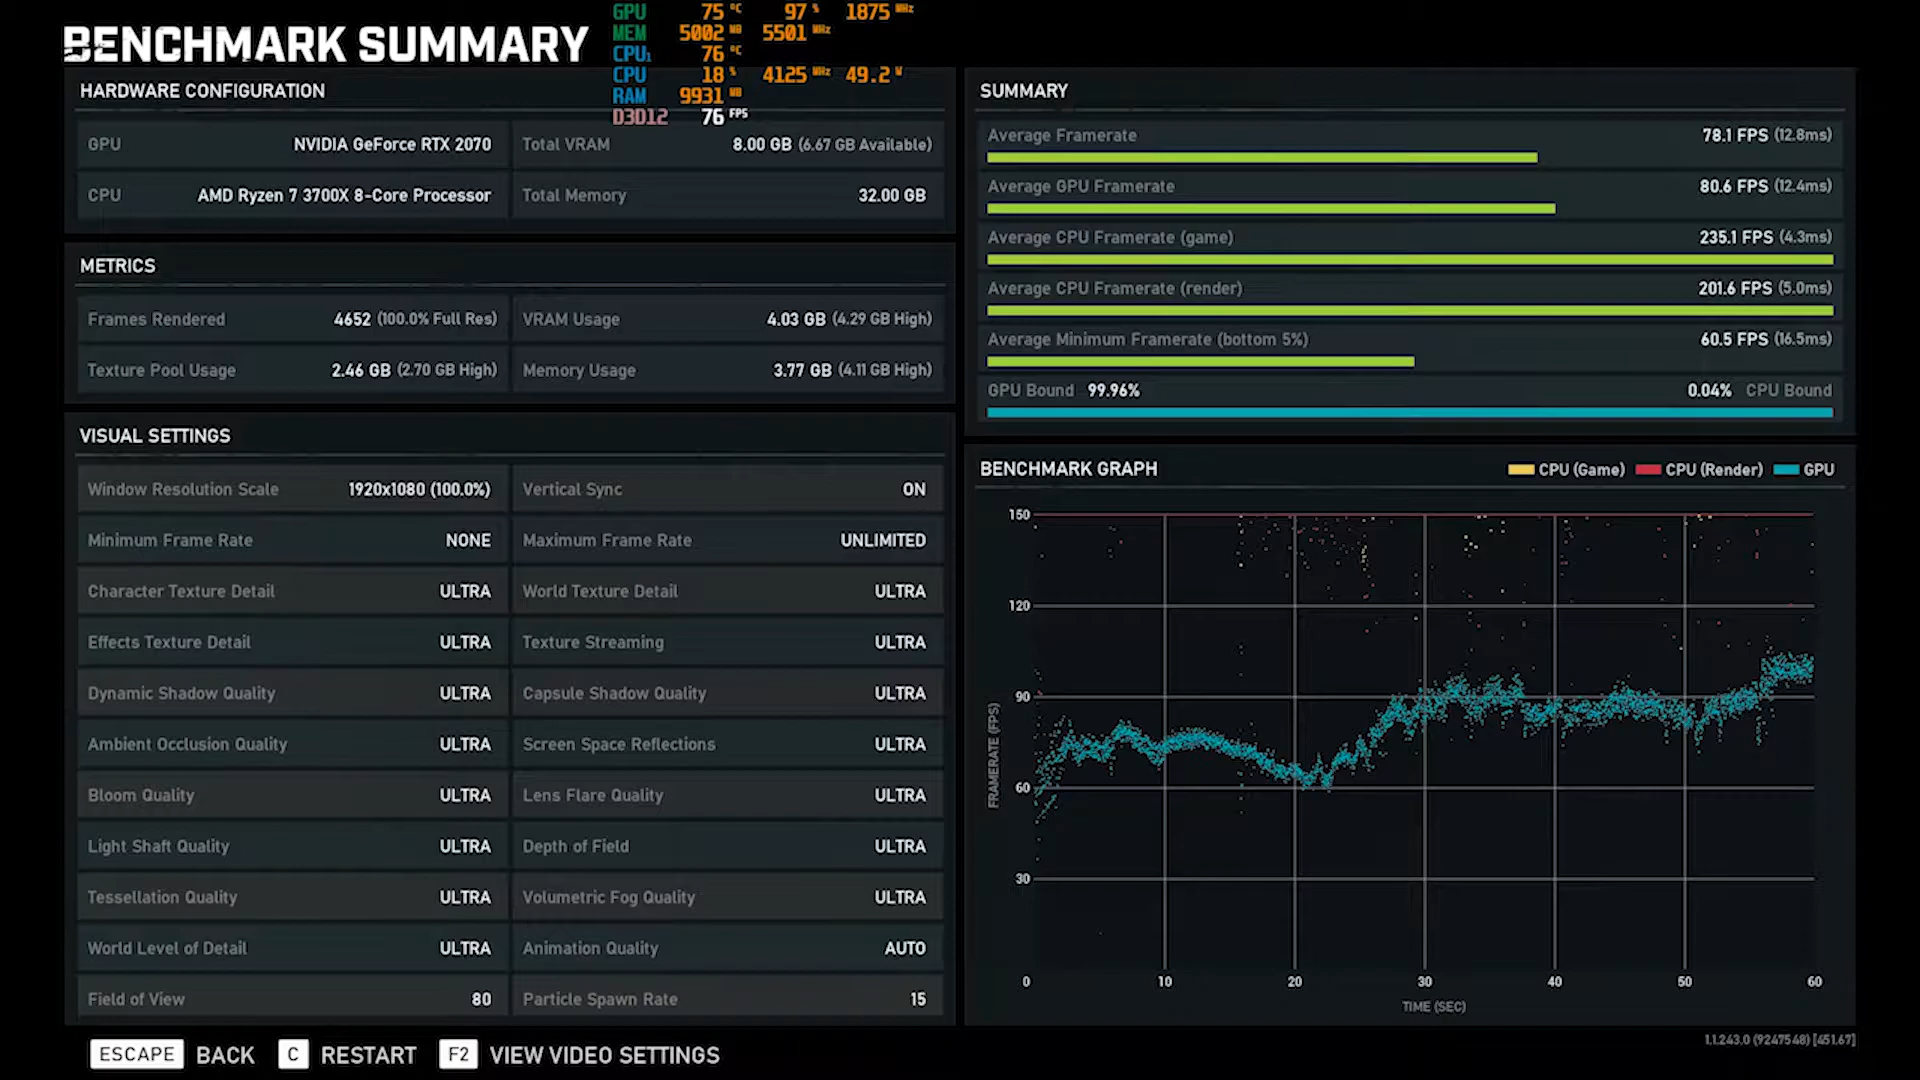 BENCHMARK SUMMARY
GPU 75 °C 97 % 1875 MHz
MEM 5002 MB 5501 MHz
CPU1 76 °C
CPU 18 % 4125 MHz 49.2 W
RAM 9931 MB
D3D12 76 FPS
HARDWARE CONFIGURATION
GPU NVIDIA GeForce RTX 2070 Total VRAM 8.00 GB (6.67 GB Available)
CPU AMD Ryzen 7 3700X 8-Core Processor Total Memory 32.00 GB
METRICS
Frames Rendered 4652 (100.0% Full Res) VRAM Usage 4.03 GB (4.29 GB High)
Texture Pool Usage 2.46 GB (2.70 GB High) Memory Usage 3.77 GB (4.11 GB High)
VISUAL SETTINGS
Window Resolution Scale 1920x1080 (100.0%) Vertical Sync ON
Minimum Frame Rate NONE Maximum Frame Rate UNLIMITED
Character Texture Detail ULTRA World Texture Detail ULTRA
Effects Texture Detail ULTRA Texture Streaming ULTRA
Dynamic Shadow Quality ULTRA Capsule Shadow Quality ULTRA
Ambient Occlusion Quality ULTRA Screen Space Reflections ULTRA
Bloom Quality ULTRA Lens Flare Quality ULTRA
Light Shaft Quality ULTRA Depth of Field ULTRA
Tessellation Quality ULTRA Volumetric Fog Quality ULTRA
World Level of Detail ULTRA Animation Quality AUTO
Field of View 80 Particle Spawn Rate 15
SUMMARY
Average Framerate 78.1 FPS (12.8ms)
Average GPU Framerate 80.6 FPS (12.4ms)
Average CPU Framerate (game) 235.1 FPS (4.3ms)
Average CPU Framerate (render) 201.6 FPS (5.0ms)
Average Minimum Framerate (bottom 5%) 60.5 FPS (16.5ms)
GPU Bound 99.96% 0.04% CPU Bound
BENCHMARK GRAPH CPU (Game) CPU (Render) GPU
150
120
90
60
30
FRAMERATE (FPS)
0 10 20 30 40 50 60
TIME (SEC)
1.1.243.0 (9247548) [451.67]
ESCAPE BACK C RESTART F2 VIEW VIDEO SETTINGS